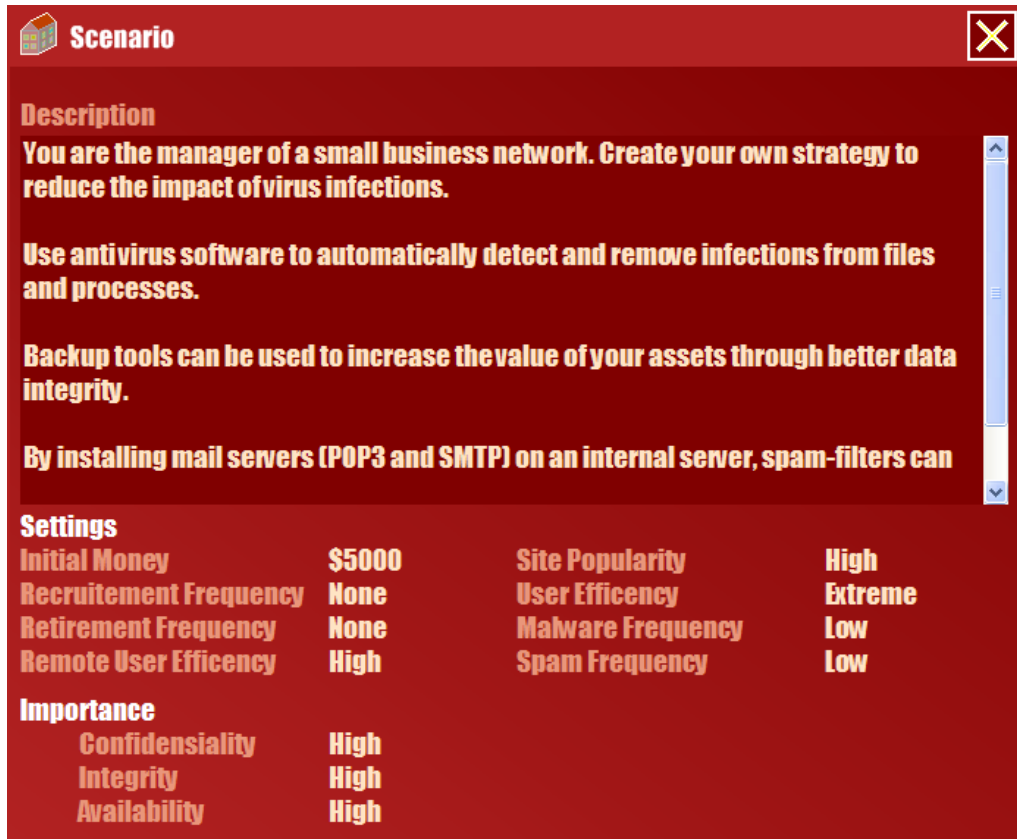 Scenario
Description
You are the manager of a small business network. Create your own strategy to
reduce the impact of virus infections.
Use antivirus software to automatically detect and remove infections from files
and processes.
Backup tools can be used to increase the value of your assets through better data
integrity.
By installing mail servers (POP3 and SMTP) on an internal server, spam-filters can
Settings
Initial Money $5000 Site Popularity High
Recruitement Frequency None User Efficency Extreme
Retirement Frequency None Malware Frequency Low
Remote User Efficency High Spam Frequency Low
Importance
Confidensiality High
Integrity High
Availability High